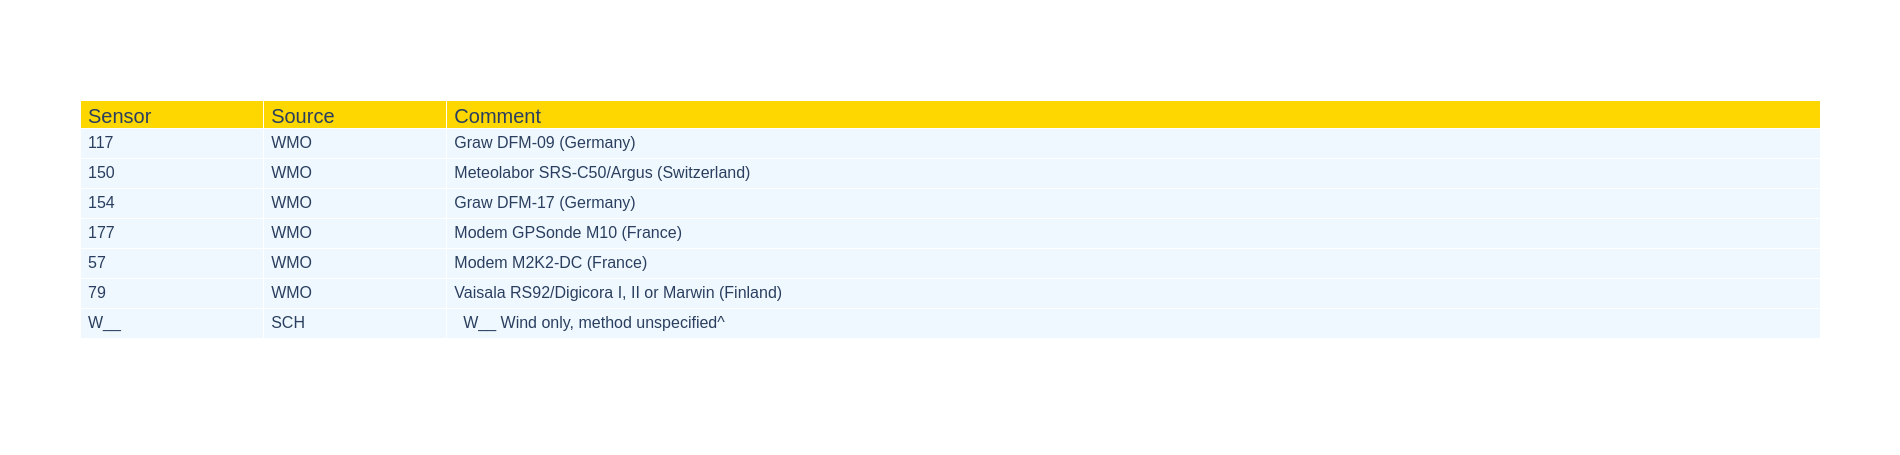 Sensor Source Comment
117 WMO Graw DFM-09 (Germany)
150 WMO Meteolabor SRS-C50/Argus (Switzerland)
154 WMO Graw DFM-17 (Germany)
177 WMO Modem GPSonde M10 (France)
57 WMO Modem M2K2-DC (France)
79 WMO Vaisala RS92/Digicora I, II or Marwin (Finland)
W__ SCH W__ Wind only, method unspecified^